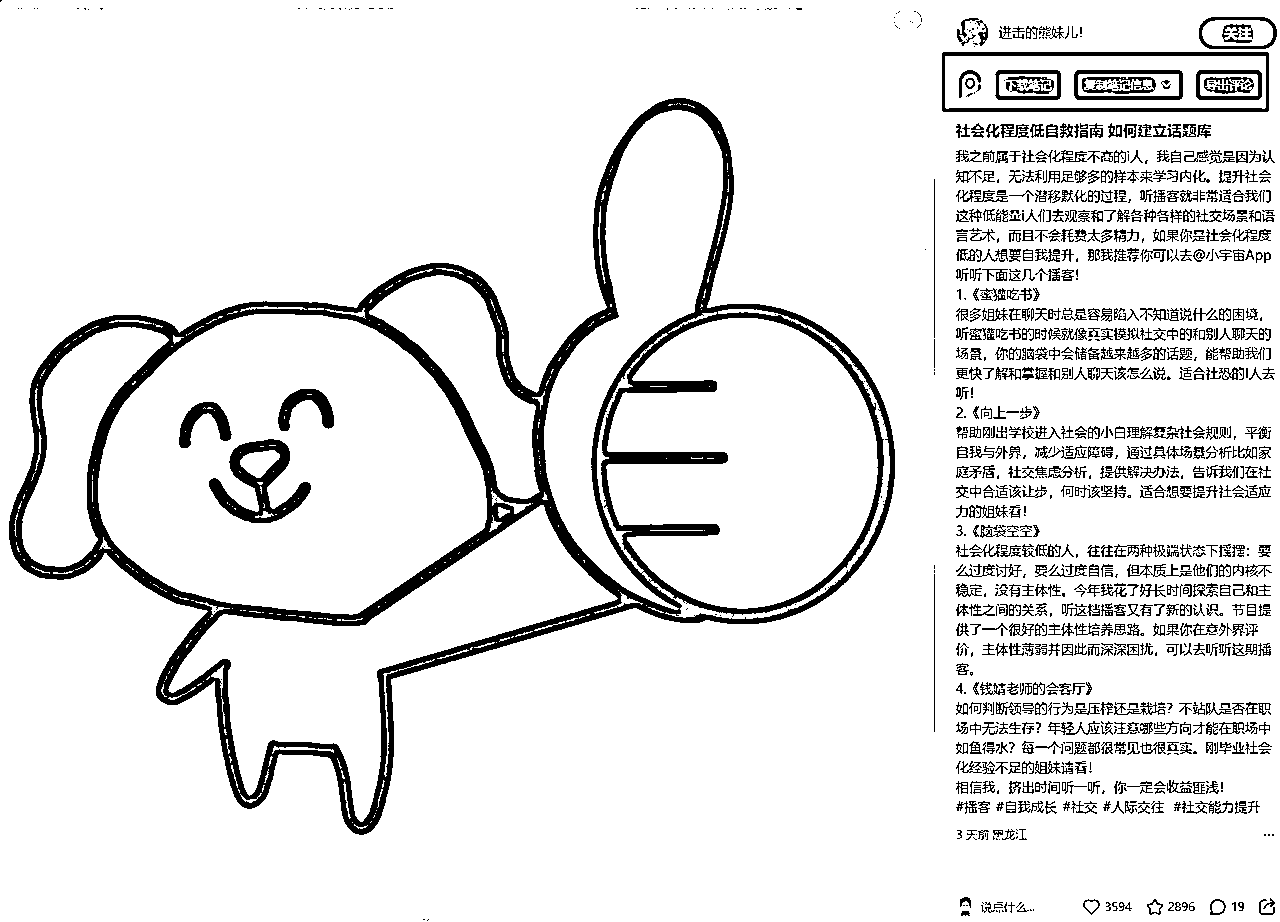 进击的熊妹儿!
关注
下载笔记
复制笔记信息
导出评论
社会化程度低自救指南 如何建立话题库
我之前属于社会化程度不高的i人，我自己感觉是因为认
知不足，无法利用足够多的样本来学习内化。提升社会
化程度是一个潜移默化的过程，听播客就非常适合我们
这种低能量i人们去观察和了解各种各样的社交场景和语
言艺术，而且不会耗费太多精力，如果你是社会化程度
低的人想要自我提升，那我推荐你可以去@小宇宙App
听听下面这几个播客!
1.《蜜獾吃书》
很多姐妹在聊天时总是容易陷入不知道说什么的困境，
听蜜獾吃书的时候就像真实模拟社交中的和别人聊天的
场景，你的脑袋中会储备越来越多的话题，能帮助我们
更快了解和掌握和别人聊天该怎么说。适合社恐的I人去
听!
2.《向上一步》
帮助刚出学校进入社会的小白理解复杂社会规则，平衡
自我与外界，减少适应障碍，通过具体场景分析比如家
庭矛盾，社交焦虑分析，提供解决办法，告诉我们在社
交中合适该让步，何时该坚持。适合想要提升社会适应
力的姐妹看!
3.《脑袋空空》
社会化程度较低的人，往往在两种极端状态下摇摆：要
么过度讨好，要么过度自信，但本质上是他们的内核不
稳定，没有主体性。今年我花了好长时间探索自己和主
体性之间的关系，听这档播客又有了新的认识。节目提
供了一个很好的主体性培养思路。如果你在意外界评
价，主体性薄弱并因此而深深困扰，可以去听听这期播
客。
4.《钱婧老师的会客厅》
如何判断领导的行为是压榨还是栽培？不站队是否在职
场中无法生存？年轻人应该注意哪些方向才能在职场中
如鱼得水？每一个问题都很常见也很真实。刚毕业社会
化经验不足的姐妹请看!
相信我，挤出时间听一听，你一定会收益匪浅!
#播客 #自我成长 #社交 #人际交往 #社交能力提升
3 天前 黑龙江
说点什么...
3594
2896
19